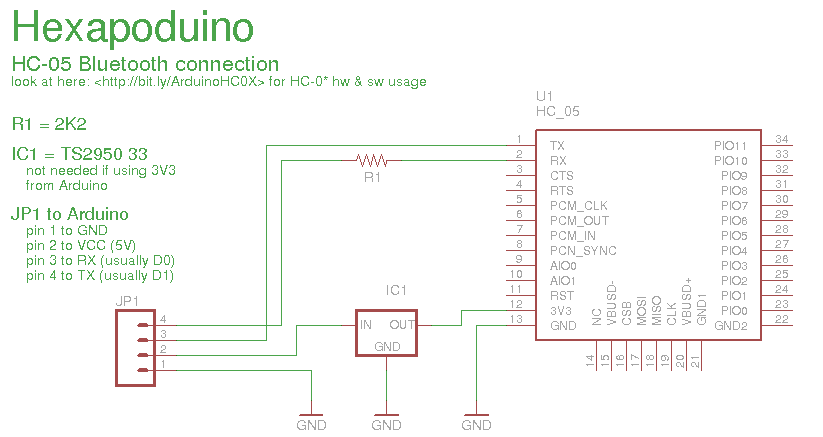 Hexapoduino
HC-05 Bluetooth connection
look at here: <http://bit.ly/ArduinoHC0X> for HC-0* hw & sw usage
R1 = 2K2
IC1 = TS2950 33
not needed if using 3V3
from Arduino
JP1 to Arduino
pin 1 to GND
pin 2 to VCC (5V)
pin 3 to RX (usually D0)
pin 4 to TX (usually D1)
JP1
4
3
2
1
R1
IC1
IN OUT
GND
GND
GND
GND
U1
HC_05
1 TX PIO11 34
2 RX PIO10 33
3 CTS PIO9 32
4 RTS PIO8 31
5 PCM_CLK PIO7 30
6 PCM_OUT PIO6 29
7 PCM_IN PIO5 28
8 PCN_SYNC PIO4 27
9 AIO0 PIO3 26
10 AIO1 PIO2 25
11 RST PIO1 24
12 3V3 PIO0 23
13 GND GND2 22
NC VBUSD- CSB MOSI MISO CLK VBUSD+ GND1
14 15 16 17 18 19 20 21